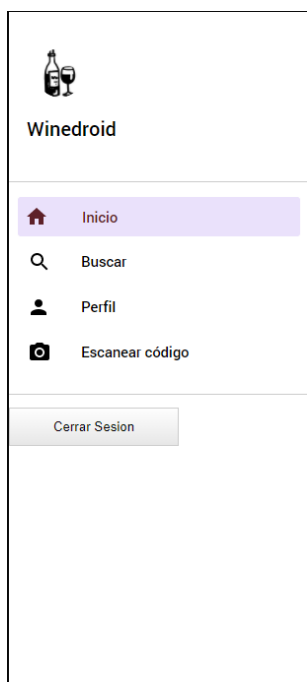 Winedroid
Inicio
Buscar
Perfil
Escanear código
Cerrar Sesion